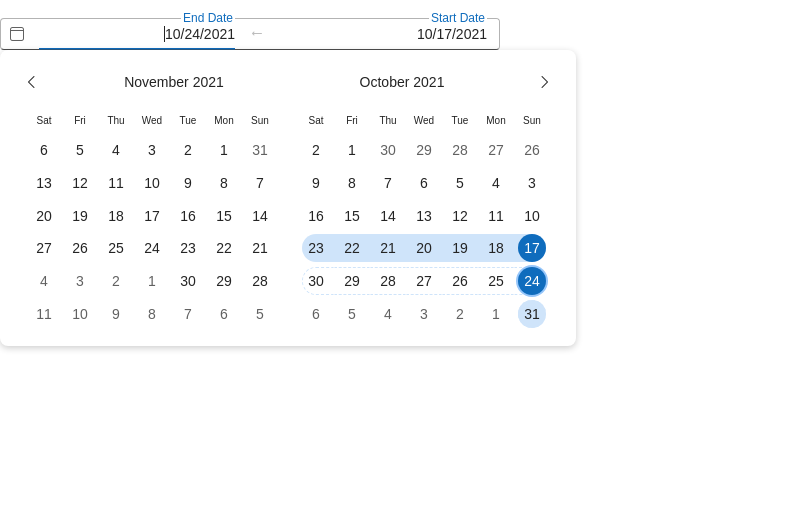 End Date Start Date
10/24/2021 ← 10/17/2021
November 2021 October 2021
Sat Fri Thu Wed Tue Mon Sun Sat Fri Thu Wed Tue Mon Sun
6 5 4 3 2 1 31 2 1 30 29 28 27 26
13 12 11 10 9 8 7 9 8 7 6 5 4 3
20 19 18 17 16 15 14 16 15 14 13 12 11 10
27 26 25 24 23 22 21 23 22 21 20 19 18 17
4 3 2 1 30 29 28 30 29 28 27 26 25 24
11 10 9 8 7 6 5 6 5 4 3 2 1 31